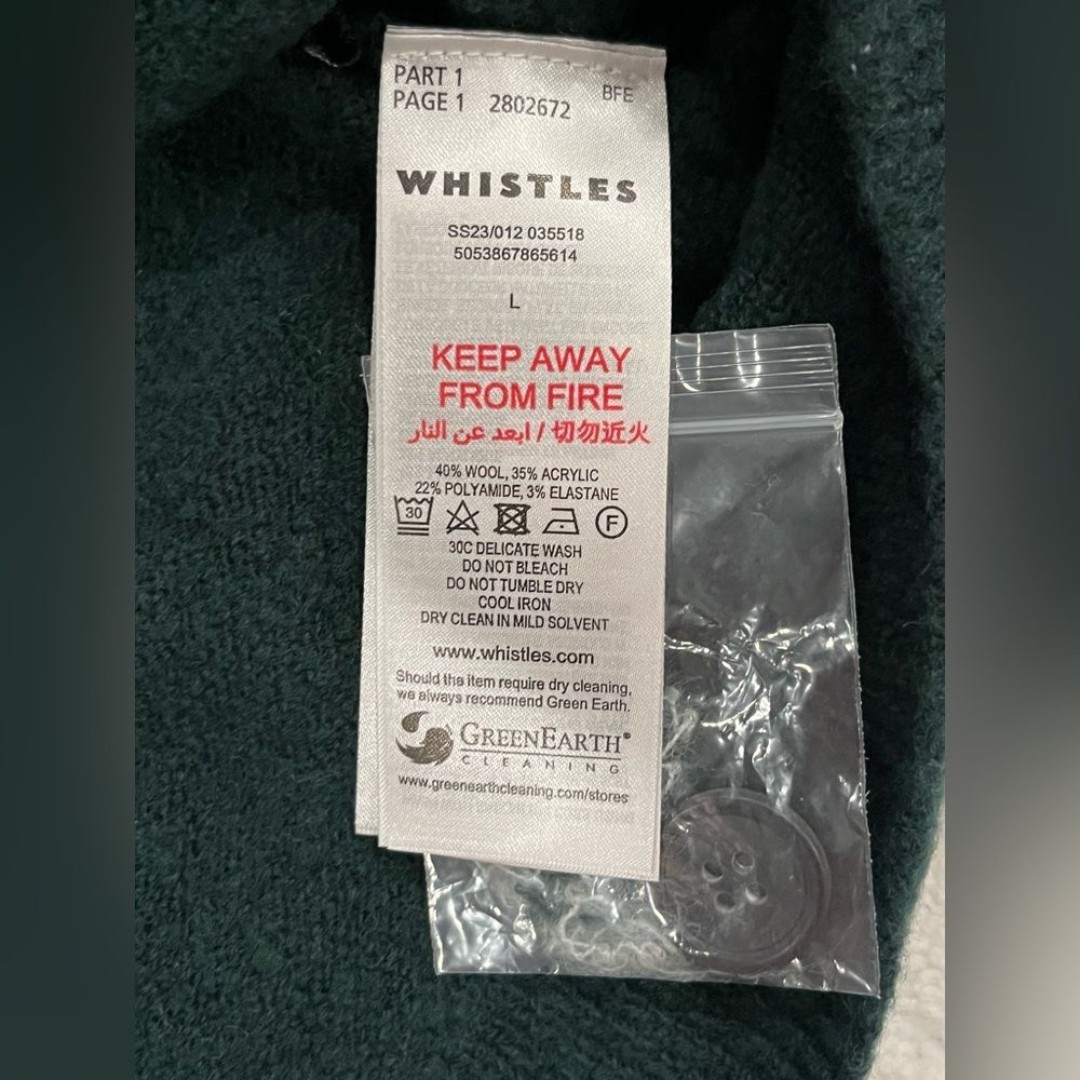 PART 1
PAGE 1 2802672 BFE
WHISTLES
SS23/012 035518
5053867865614
L
KEEP AWAY
FROM FIRE
ابعد عن النار / 切勿近火
40% WOOL, 35% ACRYLIC
22% POLYAMIDE, 3% ELASTANE
30 F
30C DELICATE WASH
DO NOT BLEACH
DO NOT TUMBLE DRY
COOL IRON
DRY CLEAN IN MILD SOLVENT
www.whistles.com
Should the item require dry cleaning,
we always recommend Green Earth.
GREENEARTH®
CLEANING
www.greenearthcleaning.com/stores